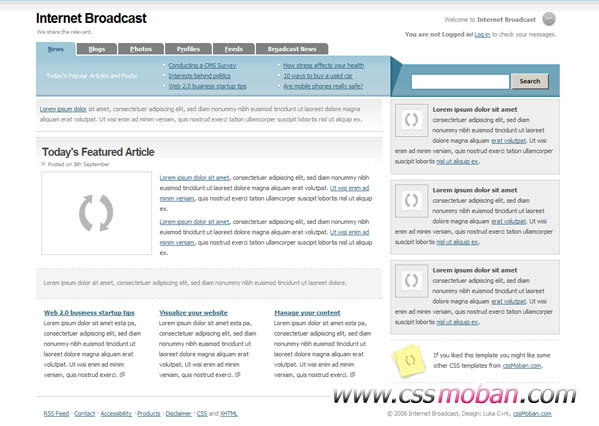 Internet Broadcast
We share the relevant.
Welcome to Internet Broadcast
You are not Logged in! Log in to check your messages.
News Blogs Photos Profiles Feeds Broadcast News
Today's Popular Articles and Posts:
Conducting a CMS Survey
Interests behind politics
Web 2.0 business startup tips
How stress affects your health
10 ways to buy a used car
Are mobile phones really safe?
Search
Lorem ipsum dolor sit amet, consectetuer adipiscing elit, sed diam nonummy nibh euismod tincidunt ut laoreet dolore magna
aliquam erat volutpat. Ut wisi enim ad minim veniam, quis nostrud exerci tation ullamcorper suscipit lobortis nisl ut aliquip ex.
Today's Featured Article
Posted on 8th September
Lorem ipsum dolor sit amet, consectetuer adipiscing elit, sed diam nonummy nibh
euismod tincidunt ut laoreet dolore magna aliquam erat volutpat. Ut wisi enim ad
minim veniam, quis nostrud exerci tation ullamcorper suscipit lobortis nisl ut aliquip
ex.
Lorem ipsum dolor sit amet, consectetuer adipiscing elit, sed diam nonummy nibh
euismod tincidunt ut laoreet dolore magna aliquam erat volutpat. Ut wisi enim ad
minim veniam, quis nostrud exerci tation ullamcorper suscipit lobortis nisl ut aliquip
ex.
Lorem ipsum dolor sit amet, consectetuer adipiscing elit, sed diam nonummy nibh euismod tincidunt ut laoreet dolore.
Web 2.0 business startup tips
Lorem ipsum dolor sit amet esta pa,
consectetuer adipiscing elit, sed diam
nonummy nibh euismod tincidunt ut
laoreet dolore magna aliquam erat
volutpat. Ut wisi enim ad minim
veniam, quis nostrud exerci.
Visualize your website
Lorem ipsum dolor sit amet esta pa,
consectetuer adipiscing elit, sed diam
nonummy nibh euismod tincidunt ut
laoreet dolore magna aliquam erat
volutpat. Ut wisi enim ad minim
veniam, quis nostrud exerci.
Manage your content
Lorem ipsum dolor sit amet esta pa,
consectetuer adipiscing elit, sed diam
nonummy nibh euismod tincidunt ut
laoreet dolore magna aliquam erat
volutpat. Ut wisi enim ad minim
veniam, quis nostrud exerci.
Lorem ipsum dolor sit amet
consectetuer adipiscing elit, sed diam
nonummy nibh euismod tincidunt ut laoreet dolore
magna aliquam erat volutpat. Ut wisi enim ad minim
veniam, quis nostrud exerci tation ullamcorper
suscipit lobortis nisl ut aliquip ex.
Lorem ipsum dolor sit amet
consectetuer adipiscing elit, sed diam
nonummy nibh euismod tincidunt ut laoreet dolore
magna aliquam erat volutpat. Ut wisi enim ad minim
veniam, quis nostrud exerci tation ullamcorper
suscipit lobortis nisl ut aliquip ex.
Lorem ipsum dolor sit amet
consectetuer adipiscing elit, sed diam
nonummy nibh euismod tincidunt ut laoreet dolore
magna aliquam erat volutpat. Ut wisi enim ad minim
veniam, quis nostrud exerci tation ullamcorper
suscipit lobortis nisl ut aliquip ex.
If you liked this template you might like some
other CSS templates from cssMoban.com.
www.cssmoban.com
RSS Feed · Contact · Accessibility · Products · Disclaimer · CSS and XHTML
© 2006 Internet Broadcast, Design: Luka Cvrk, cssMoban.com